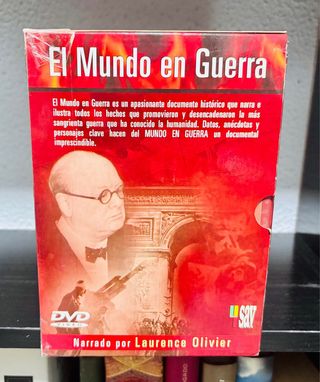 El Mundo en Guerra
El Mundo en Guerra es un apasionante documento histórico que narra e
ilustra todos los hechos que promovieron y desencadenaron la más
sangrienta guerra que ha conocido la humanidad. Datos, anécdotas y
personajes clave hacen del MUNDO EN GUERRA un documental
imprescindible.
DVD
VIDEO
SAV
Narrado por Laurence Olivier